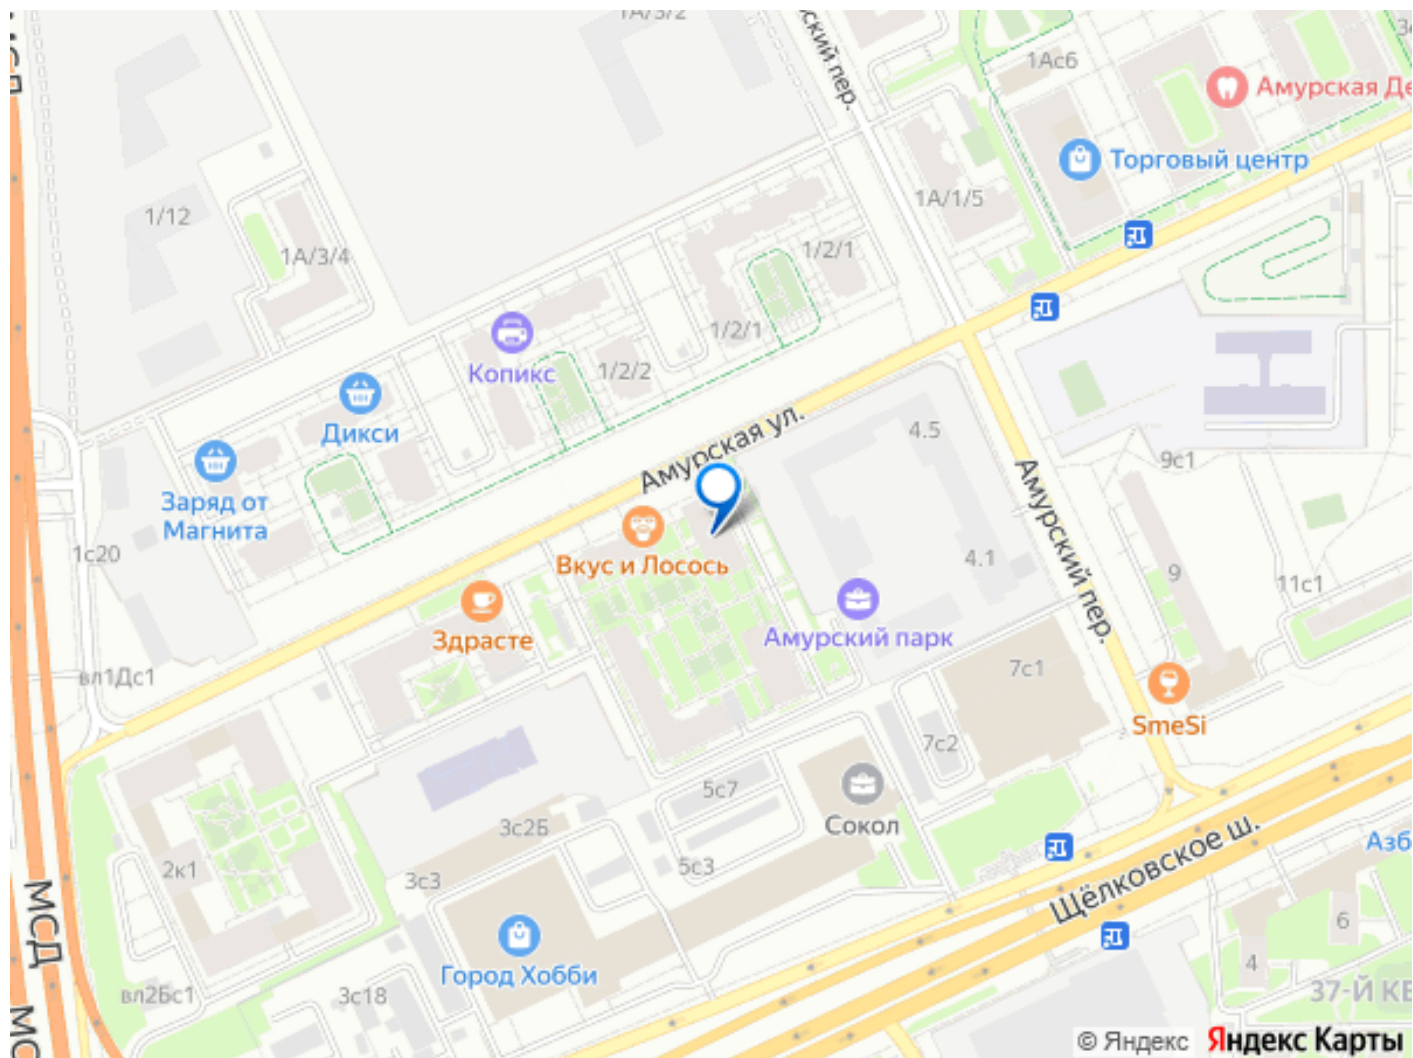 1А/3/2
ский пер.
1Ас6
Амурская Де
Торговый центр
1/12
1А/1/5
1А/3/4
1/2/1
1/2/1
Копикс
1/2/2
Дикси
Амурская ул.
4.5
9с1
Заряд от
Магнита
Амурский пер.
1с20
Вкус и Лосось
4.1
9
11с1
Здрасте
Амурский парк
7с1
вл1Дс1
SmeSi
7с2
5с7
3с2Б
Сокол
Щёлковское ш.
Азб
2к1
3с3
5с3
МСД
6
Город Хобби
4
вл2Бс1
3с18
37-Й КВ
© Яндекс Яндекс Карты